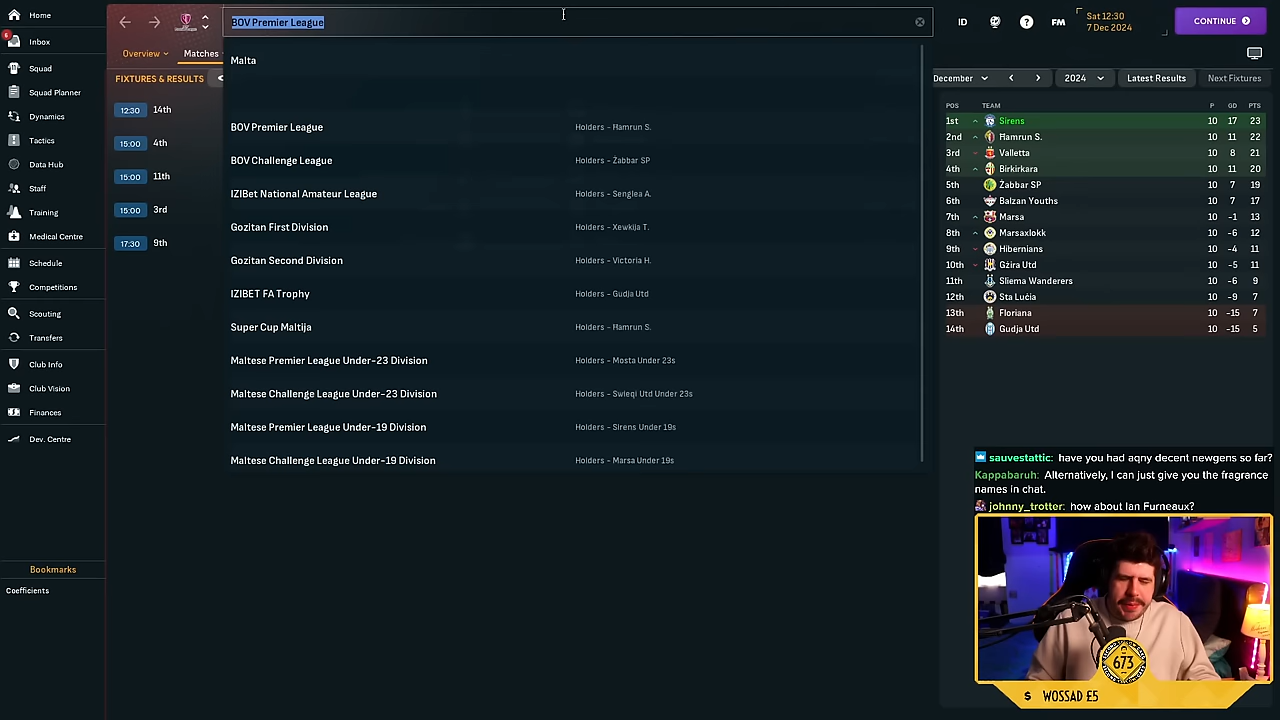 BOV Premier League
ID
FM
Sat 12:30
7 Dec 2024
CONTINUE
6
Home
Inbox
Squad
Squad Planner
Dynamics
Tactics
Data Hub
Staff
Training
Medical Centre
Schedule
Competitions
Scouting
Transfers
Club Info
Club Vision
Finances
Dev. Centre
Bookmarks
Coefficients
Overview
Matches
FIXTURES & RESULTS
<
12:30 14th
15:00 4th
15:00 11th
15:00 3rd
17:30 9th
Malta
BOV Premier League Holders - Ħamrun S.
BOV Challenge League Holders - Żabbar SP
IZIBet National Amateur League Holders - Senglea A.
Gozitan First Division Holders - Xewkija T.
Gozitan Second Division Holders - Victoria H.
IZIBET FA Trophy Holders - Gudja Utd
Super Cup Maltija Holders - Ħamrun S.
Maltese Premier League Under-23 Division Holders - Mosta Under 23s
Maltese Challenge League Under-23 Division Holders - Swieqi Utd Under 23s
Maltese Premier League Under-19 Division Holders - Sirens Under 19s
Maltese Challenge League Under-19 Division Holders - Marsa Under 19s
December < > 2024 Latest Results Next Fixtures
POS TEAM P GD PTS
1st Sirens 10 17 23
2nd Ħamrun S. 10 11 22
3rd Valletta 10 8 21
4th Birkirkara 10 11 20
5th Żabbar SP 10 7 19
6th Balzan Youths 10 7 17
7th Marsa 10 -1 13
8th Marsaxlokk 10 -6 12
9th Hibernians 10 -4 11
10th Gżira Utd 10 -5 11
11th Sliema Wanderers 10 -6 9
12th Sta Luċia 10 -9 7
13th Floriana 10 -15 7
14th Gudja Utd 10 -15 5
sauvestattic: have you had aqny decent newgens so far?
Kappabaruh: Alternatively, I can just give you the fragrance
names in chat.
johnny_trotter: how about Ian Furneaux?
673
$ WOSSAD £5